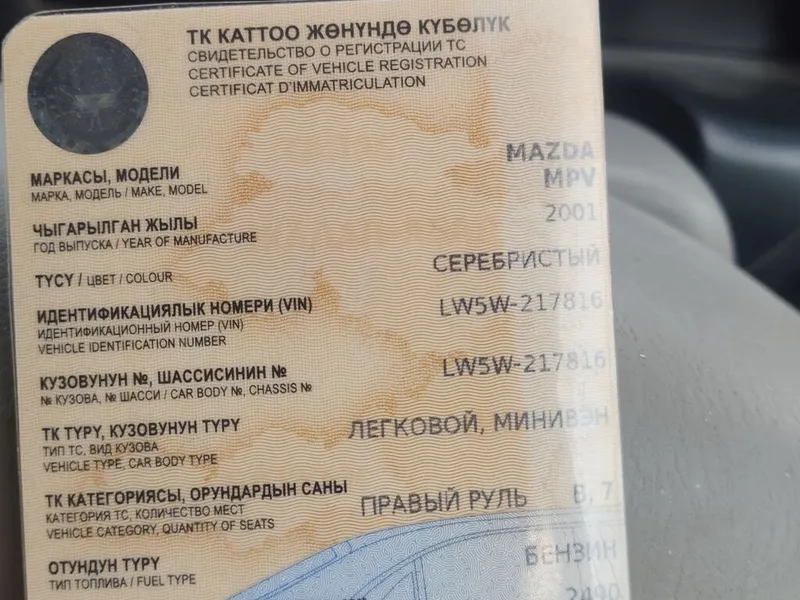 ТК КАТТОО ЖӨНҮНДӨ КҮБӨЛҮК
СВИДЕТЕЛЬСТВО О РЕГИСТРАЦИИ ТС
CERTIFICATE OF VEHICLE REGISTRATION
CERTIFICAT D'IMMATRICULATION
МАРКАСЫ, МОДЕЛИ
МАРКА, МОДЕЛЬ / MAKE, MODEL
MAZDA
MPV
ЧЫГАРЫЛГАН ЖЫЛЫ
ГОД ВЫПУСКА / YEAR OF MANUFACTURE
2001
ТҮСҮ / ЦВЕТ / COLOUR
СЕРЕБРИСТЫЙ
ИДЕНТИФИКАЦИЯЛЫК НОМЕРИ (VIN)
ИДЕНТИФИКАЦИОННЫЙ НОМЕР (VIN)
VEHICLE IDENTIFICATION NUMBER
LW5W-217816
КУЗОВУНУН №, ШАССИСИНИН №
№ КУЗОВА, № ШАССИ / CAR BODY №, CHASSIS №
LW5W-217816
ТК ТҮРҮ, КУЗОВУНУН ТҮРҮ
ТИП ТС, ВИД КУЗОВА
VEHICLE TYPE, CAR BODY TYPE
ЛЕГКОВОЙ, МИНИВЭН
ТК КАТЕГОРИЯСЫ, ОРУНДАРДЫН САНЫ
КАТЕГОРИЯ ТС, КОЛИЧЕСТВО МЕСТ
VEHICLE CATEGORY, QUANTITY OF SEATS
ПРАВЫЙ РУЛЬ B, 7
ОТУНДУН ТҮРҮ
ТИП ТОПЛИВА / FUEL TYPE
БЕНЗИН
2490